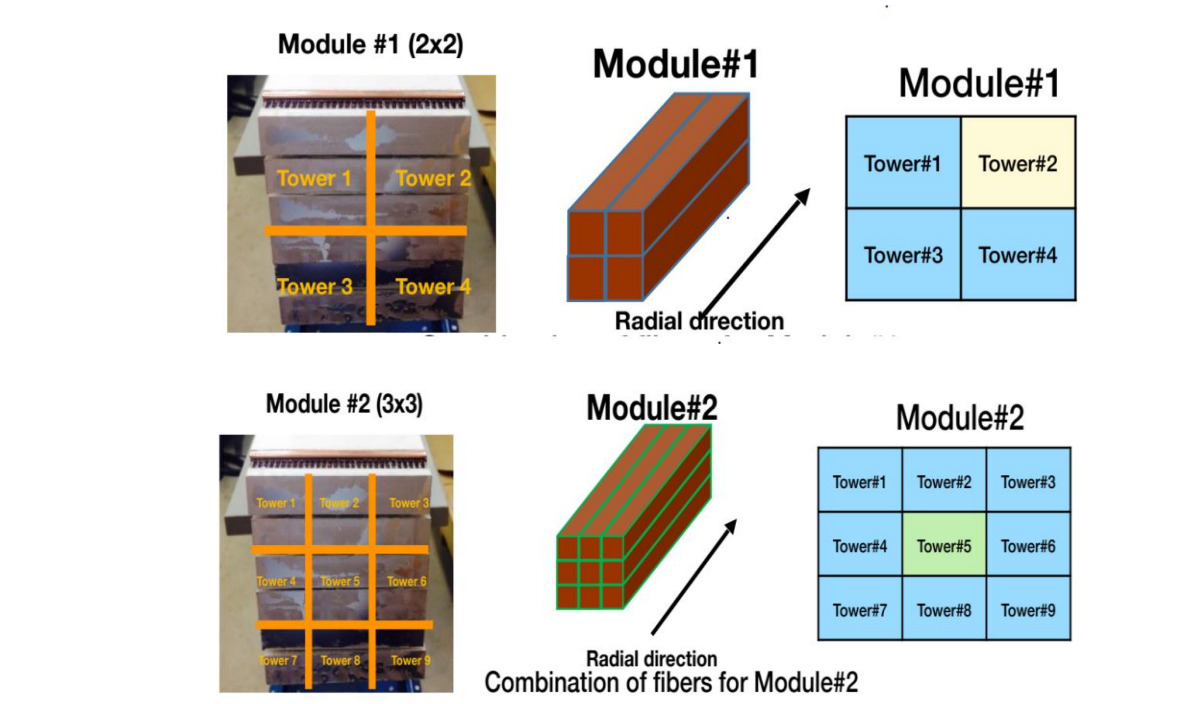 Module #1 (2x2)
Module#1
Module#1
Tower 1
Tower 2
Tower 3
Tower 4
Tower#1
Tower#2
Tower#3
Tower#4
Radial direction
Module #2 (3x3)
Module#2
Module#2
Tower 1
Tower 2
Tower 3
Tower 4
Tower 5
Tower 6
Tower 7
Tower 8
Tower 9
Tower#1
Tower#2
Tower#3
Tower#4
Tower#5
Tower#6
Tower#7
Tower#8
Tower#9
Radial direction
Combination of fibers for Module#2